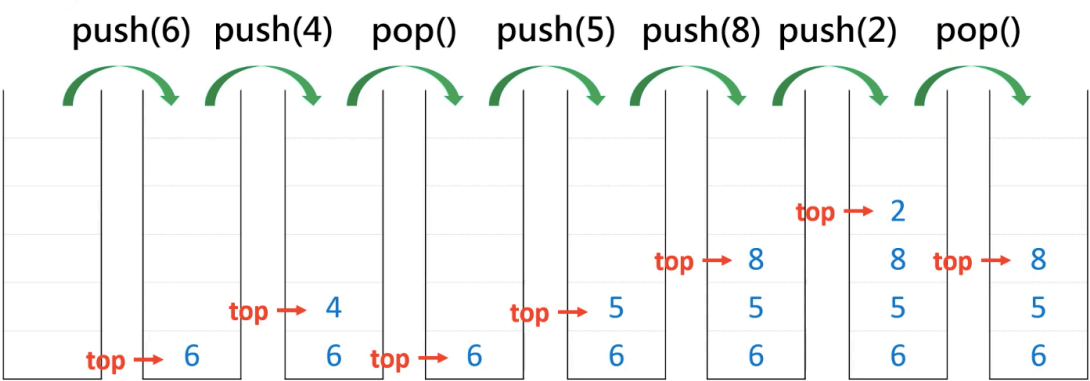 push(6) push(4) pop() push(5) push(8) push(2) pop()
top 2
top 8 8 top 8
top 4 top 5 5 5 5
top 6 6 top 6 6 6 6 6